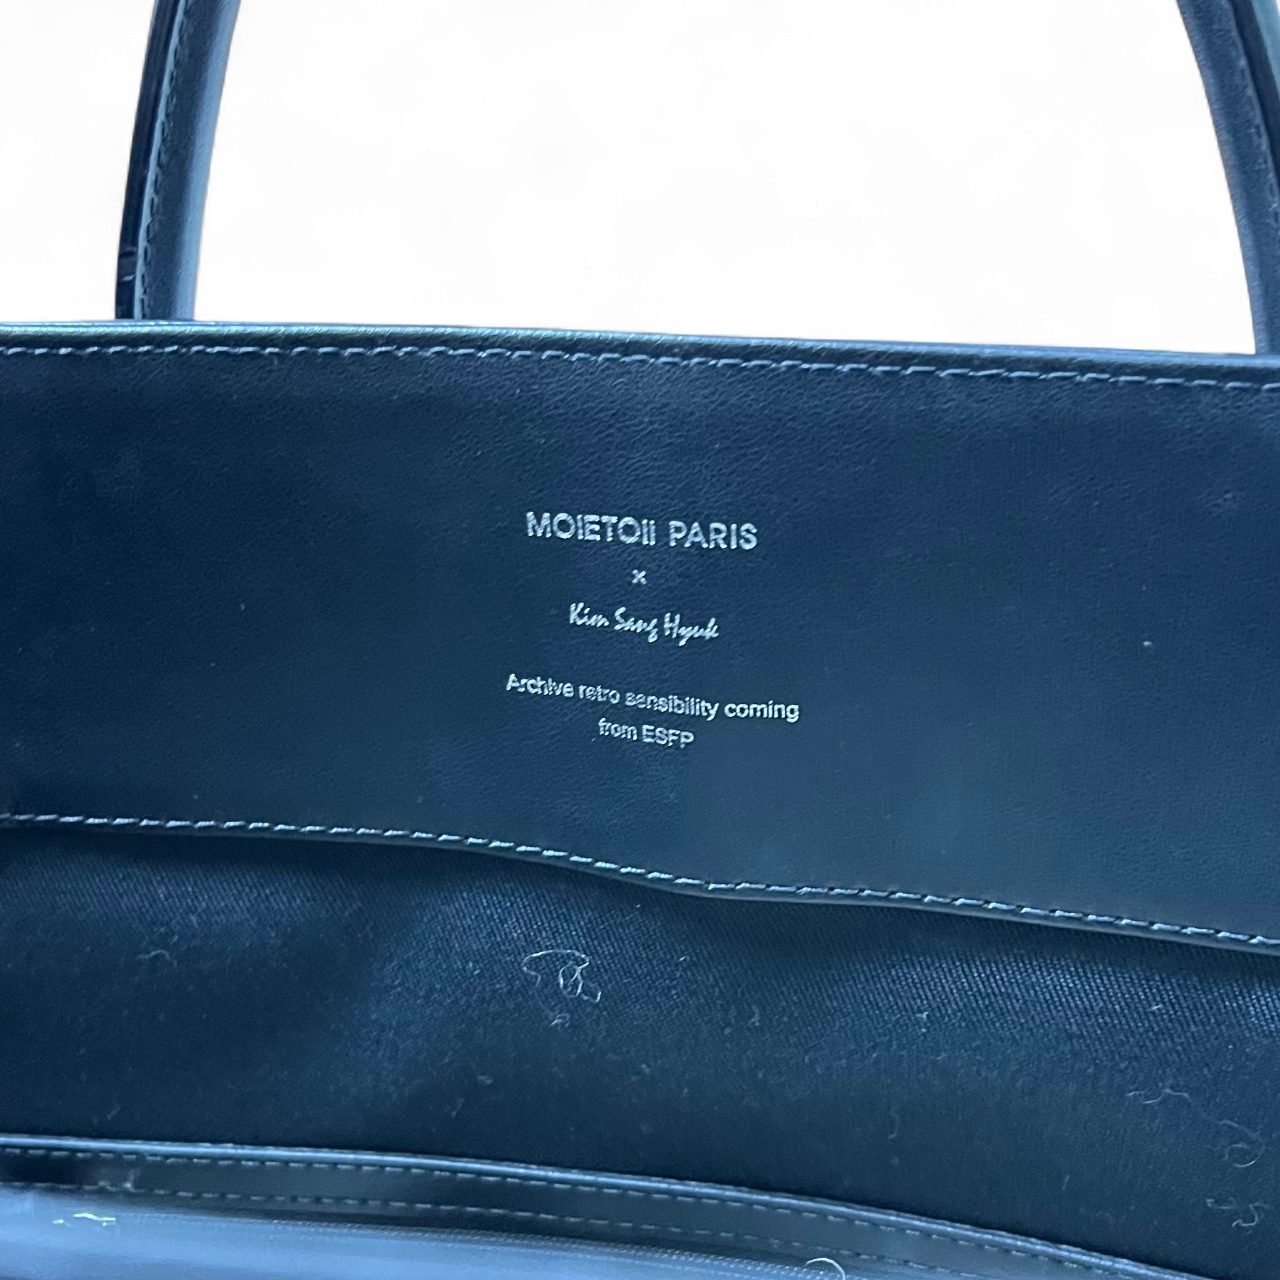 MOIETOII PARIS
×
Kim Sang Hyuk
Archive retro sensibility coming
from ESFP